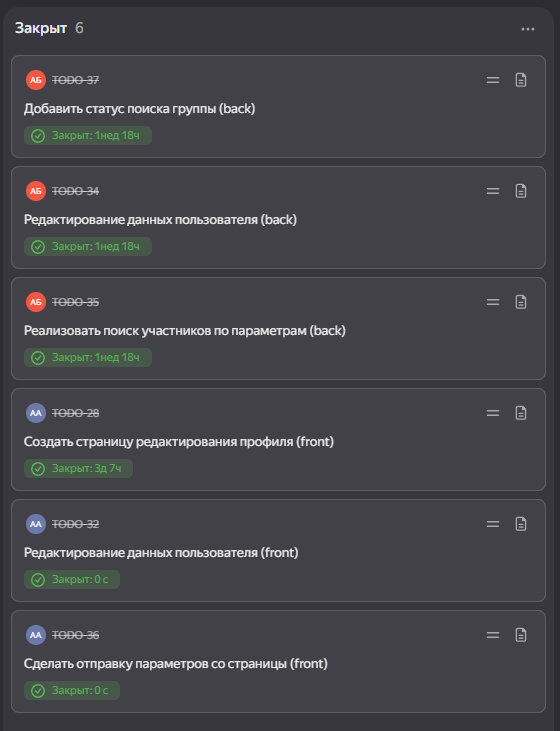 Закрыт 6
АБ TODO-37
Добавить статус поиска группы (back)
Закрыт: 1нед 18ч
АБ TODO-34
Редактирование данных пользователя (back)
Закрыт: 1нед 18ч
АБ TODO-35
Реализовать поиск участников по параметрам (back)
Закрыт: 1нед 18ч
АА TODO-28
Создать страницу редактирования профиля (front)
Закрыт: 3д 7ч
АА TODO-32
Редактирование данных пользователя (front)
Закрыт: 0 с
АА TODO-36
Сделать отправку параметров со страницы (front)
Закрыт: 0 с